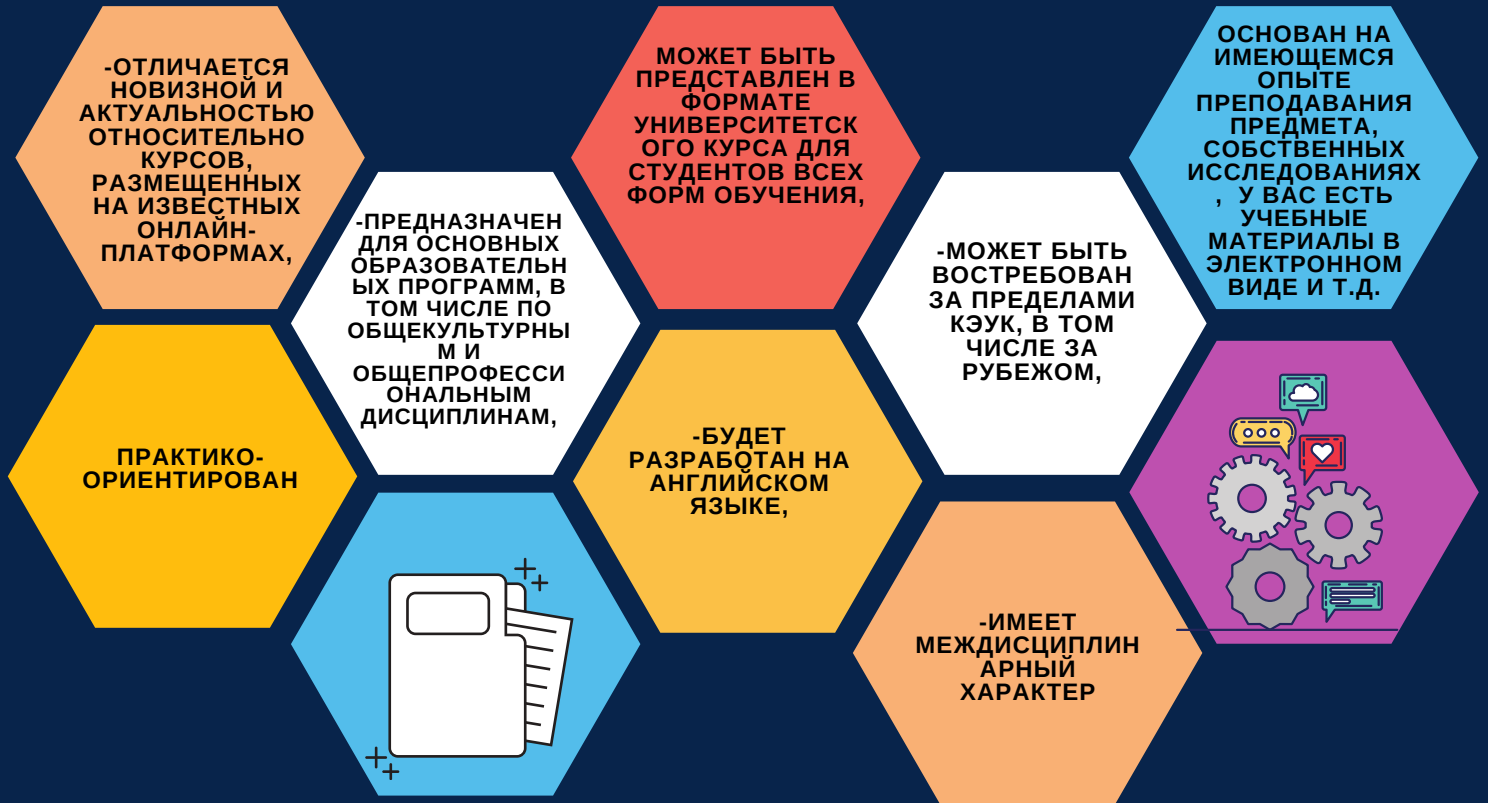 -ОТЛИЧАЕТСЯ
НОВИЗНОЙ И
АКТУАЛЬНОСТЬЮ
ОТНОСИТЕЛЬНО
КУРСОВ,
РАЗМЕЩЕННЫХ
НА ИЗВЕСТНЫХ
ОНЛАЙН-
ПЛАТФОРМАХ,
МОЖЕТ БЫТЬ
ПРЕДСТАВЛЕН В
ФОРМАТЕ
УНИВЕРСИТЕТСК
ОГО КУРСА ДЛЯ
СТУДЕНТОВ ВСЕХ
ФОРМ ОБУЧЕНИЯ,
ОСНОВАН НА
ИМЕЮЩЕМСЯ
ОПЫТЕ
ПРЕПОДАВАНИЯ
ПРЕДМЕТА,
СОБСТВЕННЫХ
ИССЛЕДОВАНИЯХ
, У ВАС ЕСТЬ
УЧЕБНЫЕ
МАТЕРИАЛЫ В
ЭЛЕКТРОННОМ
ВИДЕ И Т.Д.
-ПРЕДНАЗНАЧЕН
ДЛЯ ОСНОВНЫХ
ОБРАЗОВАТЕЛЬН
ЫХ ПРОГРАММ, В
ТОМ ЧИСЛЕ ПО
ОБЩЕКУЛЬТУРНЫ
М И
ОБЩЕПРОФЕССИ
ОНАЛЬНЫМ
ДИСЦИПЛИНАМ,
-МОЖЕТ БЫТЬ
ВОСТРЕБОВАН
ЗА ПРЕДЕЛАМИ
КЭУК, В ТОМ
ЧИСЛЕ ЗА
РУБЕЖОМ,
ПРАКТИКО-
ОРИЕНТИРОВАН
-БУДЕТ
РАЗРАБОТАН НА
АНГЛИЙСКОМ
ЯЗЫКЕ,
-ИМЕЕТ
МЕЖДИСЦИПЛИН
АРНЫЙ
ХАРАКТЕР